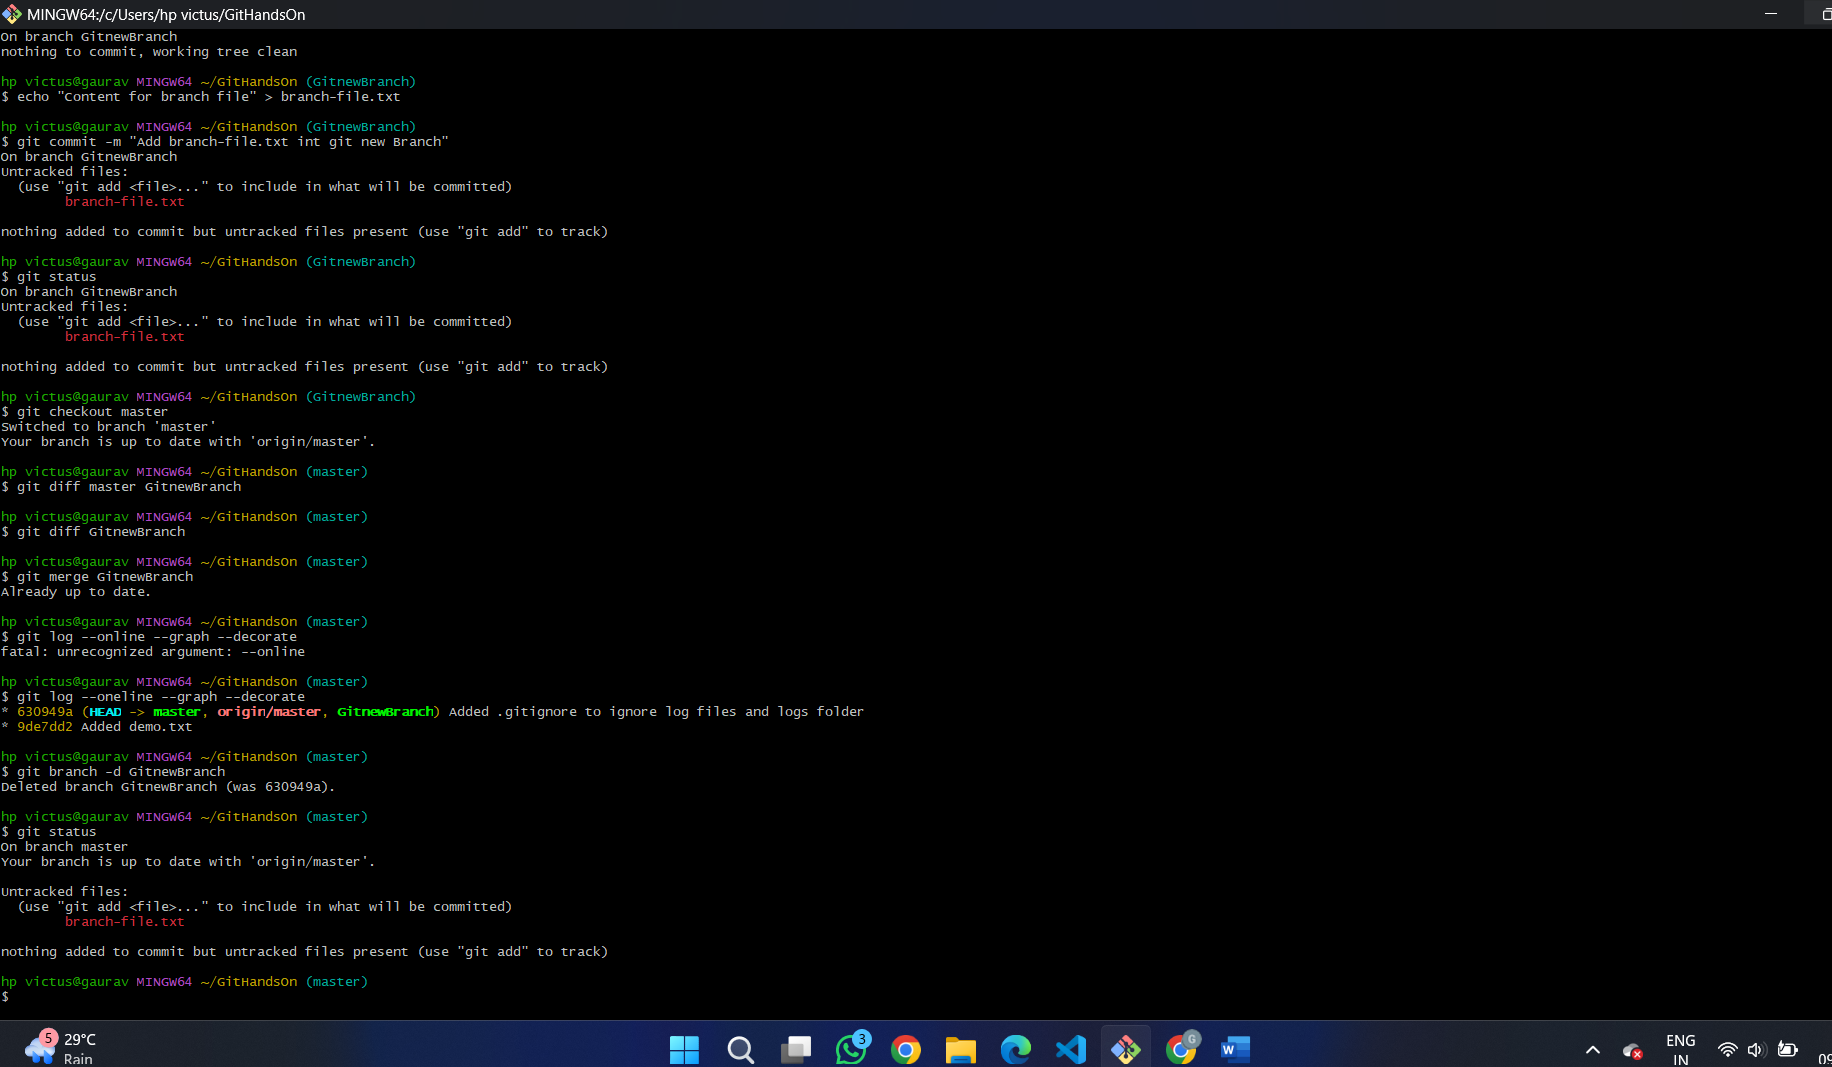 MINGW64:/c/Users/hp victus/GitHandsOn
On branch GitnewBranch
nothing to commit, working tree clean
hp victus@gaurav MINGW64 ~/GitHandsOn (GitnewBranch)
$ echo "Content for branch file" > branch-file.txt
hp victus@gaurav MINGW64 ~/GitHandsOn (GitnewBranch)
$ git commit -m "Add branch-file.txt int git new Branch"
On branch GitnewBranch
Untracked files:
  (use "git add <file>..." to include in what will be committed)
        branch-file.txt
nothing added to commit but untracked files present (use "git add" to track)
hp victus@gaurav MINGW64 ~/GitHandsOn (GitnewBranch)
$ git status
On branch GitnewBranch
Untracked files:
  (use "git add <file>..." to include in what will be committed)
        branch-file.txt
nothing added to commit but untracked files present (use "git add" to track)
hp victus@gaurav MINGW64 ~/GitHandsOn (GitnewBranch)
$ git checkout master
Switched to branch 'master'
Your branch is up to date with 'origin/master'.
hp victus@gaurav MINGW64 ~/GitHandsOn (master)
$ git diff master GitnewBranch
hp victus@gaurav MINGW64 ~/GitHandsOn (master)
$ git diff GitnewBranch
hp victus@gaurav MINGW64 ~/GitHandsOn (master)
$ git merge GitnewBranch
Already up to date.
hp victus@gaurav MINGW64 ~/GitHandsOn (master)
$ git log --online --graph --decorate
fatal: unrecognized argument: --online
hp victus@gaurav MINGW64 ~/GitHandsOn (master)
$ git log --oneline --graph --decorate
* 630949a (HEAD -> master, origin/master, GitnewBranch) Added .gitignore to ignore log files and logs folder
* 9de7dd2 Added demo.txt
hp victus@gaurav MINGW64 ~/GitHandsOn (master)
$ git branch -d GitnewBranch
Deleted branch GitnewBranch (was 630949a).
hp victus@gaurav MINGW64 ~/GitHandsOn (master)
$ git status
On branch master
Your branch is up to date with 'origin/master'.
Untracked files:
  (use "git add <file>..." to include in what will be committed)
        branch-file.txt
nothing added to commit but untracked files present (use "git add" to track)
hp victus@gaurav MINGW64 ~/GitHandsOn (master)
$
5
29°C
Rain
3
G
W
ENG
IN
09